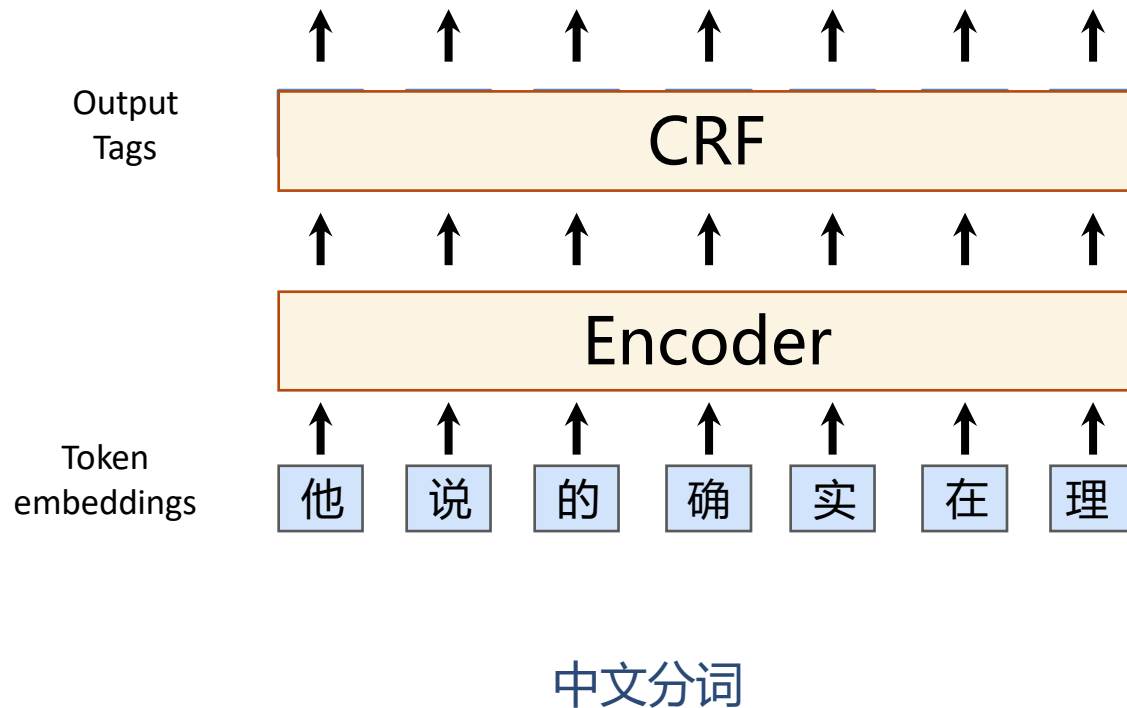 Output
Tags
CRF
Encoder
Token
embeddings
他 说 的 确 实 在 理
中文分词